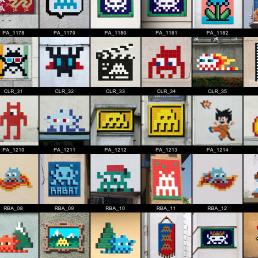 PA_1178 PA_1179 PA_1180 PA_1181 PA_1182
CLR_31 CLR_32 CLR_33 CLR_34 CLR_35
PA_1210 PA_1211 PA_1212 PA_1213 PA_1214
RABAT
RBA_08 RBA_09 RBA_10 RBA_11 RBA_12